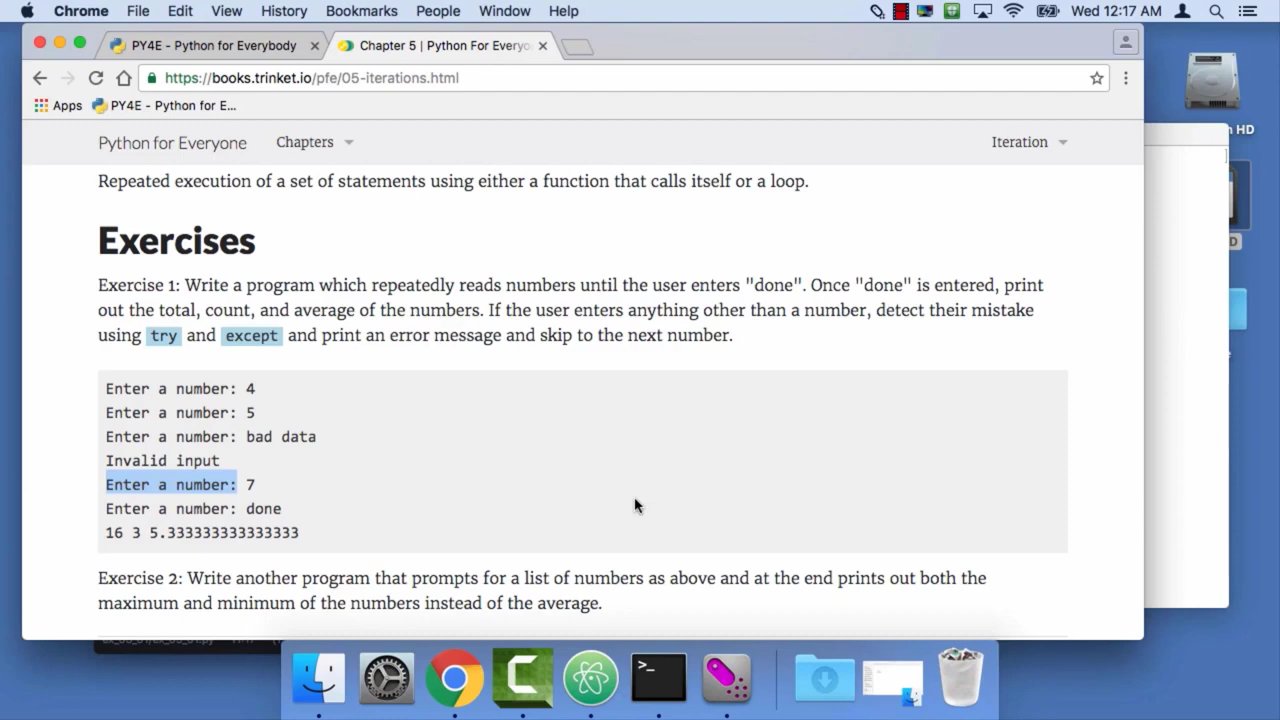 Chrome File Edit View History Bookmarks People Window Help Wed 12:17 AM
PY4E - Python for Everybody
Chapter 5 | Python For Everyo
https://books.trinket.io/pfe/05-iterations.html
Apps PY4E - Python for E...
Python for Everyone Chapters Iteration
HD
Repeated execution of a set of statements using either a function that calls itself or a loop.
Exercises
D
Exercise 1: Write a program which repeatedly reads numbers until the user enters "done". Once "done" is entered, print
out the total, count, and average of the numbers. If the user enters anything other than a number, detect their mistake
using try and except and print an error message and skip to the next number.
Enter a number: 4
Enter a number: 5
Enter a number: bad data
Invalid input
Enter a number: 7
Enter a number: done
16 3 5.333333333333333
Exercise 2: Write another program that prompts for a list of numbers as above and at the end prints out both the
maximum and minimum of the numbers instead of the average.